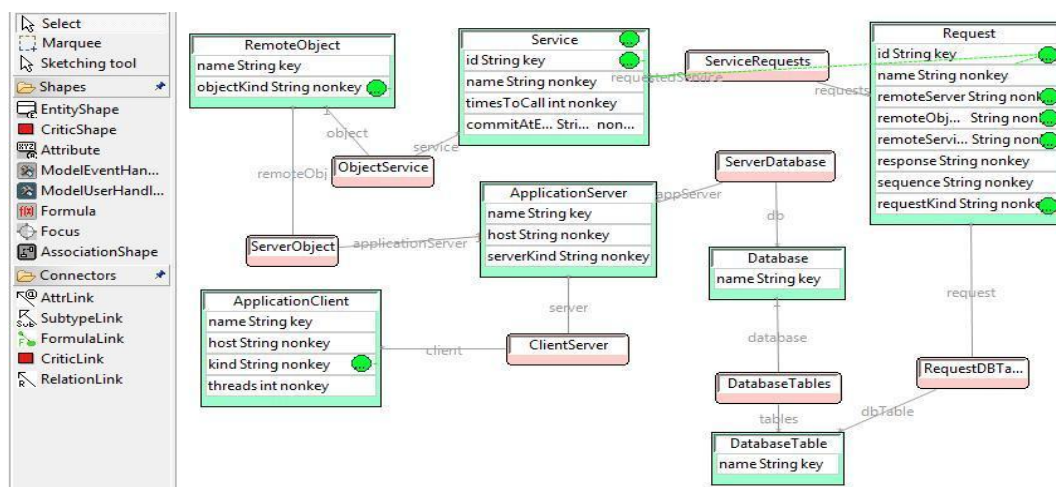 Select
Marquee
Sketching tool
Shapes
EntityShape
CriticShape
Attribute
ModelEventHan...
ModelUserHandl...
Formula
Focus
AssociationShape
Connectors
AttrLink
SubtypeLink
FormulaLink
CriticLink
RelationLink
RemoteObject
name String key
objectKind String nonkey
Service
id String key
name String nonkey
timesToCall int nonkey
commitAtE... Stri... non...
requestedService
ServiceRequests
requests
Request
id String key
name String nonkey
remoteServer String nonk
remoteObj... String nonk
remoteServi... String nonk
response String nonkey
sequence String nonkey
requestKind String nonke
object
service
ObjectService
remoteObj
ServerObject
applicationServer
ApplicationServer
name String key
host String nonkey
serverKind String nonkey
appServer
ServerDatabase
db
Database
name String key
request
ApplicationClient
name String key
host String nonkey
kind String nonkey
threads int nonkey
client
server
ClientServer
database
DatabaseTables
tables
dbTable
RequestDBTa...
DatabaseTable
name String key